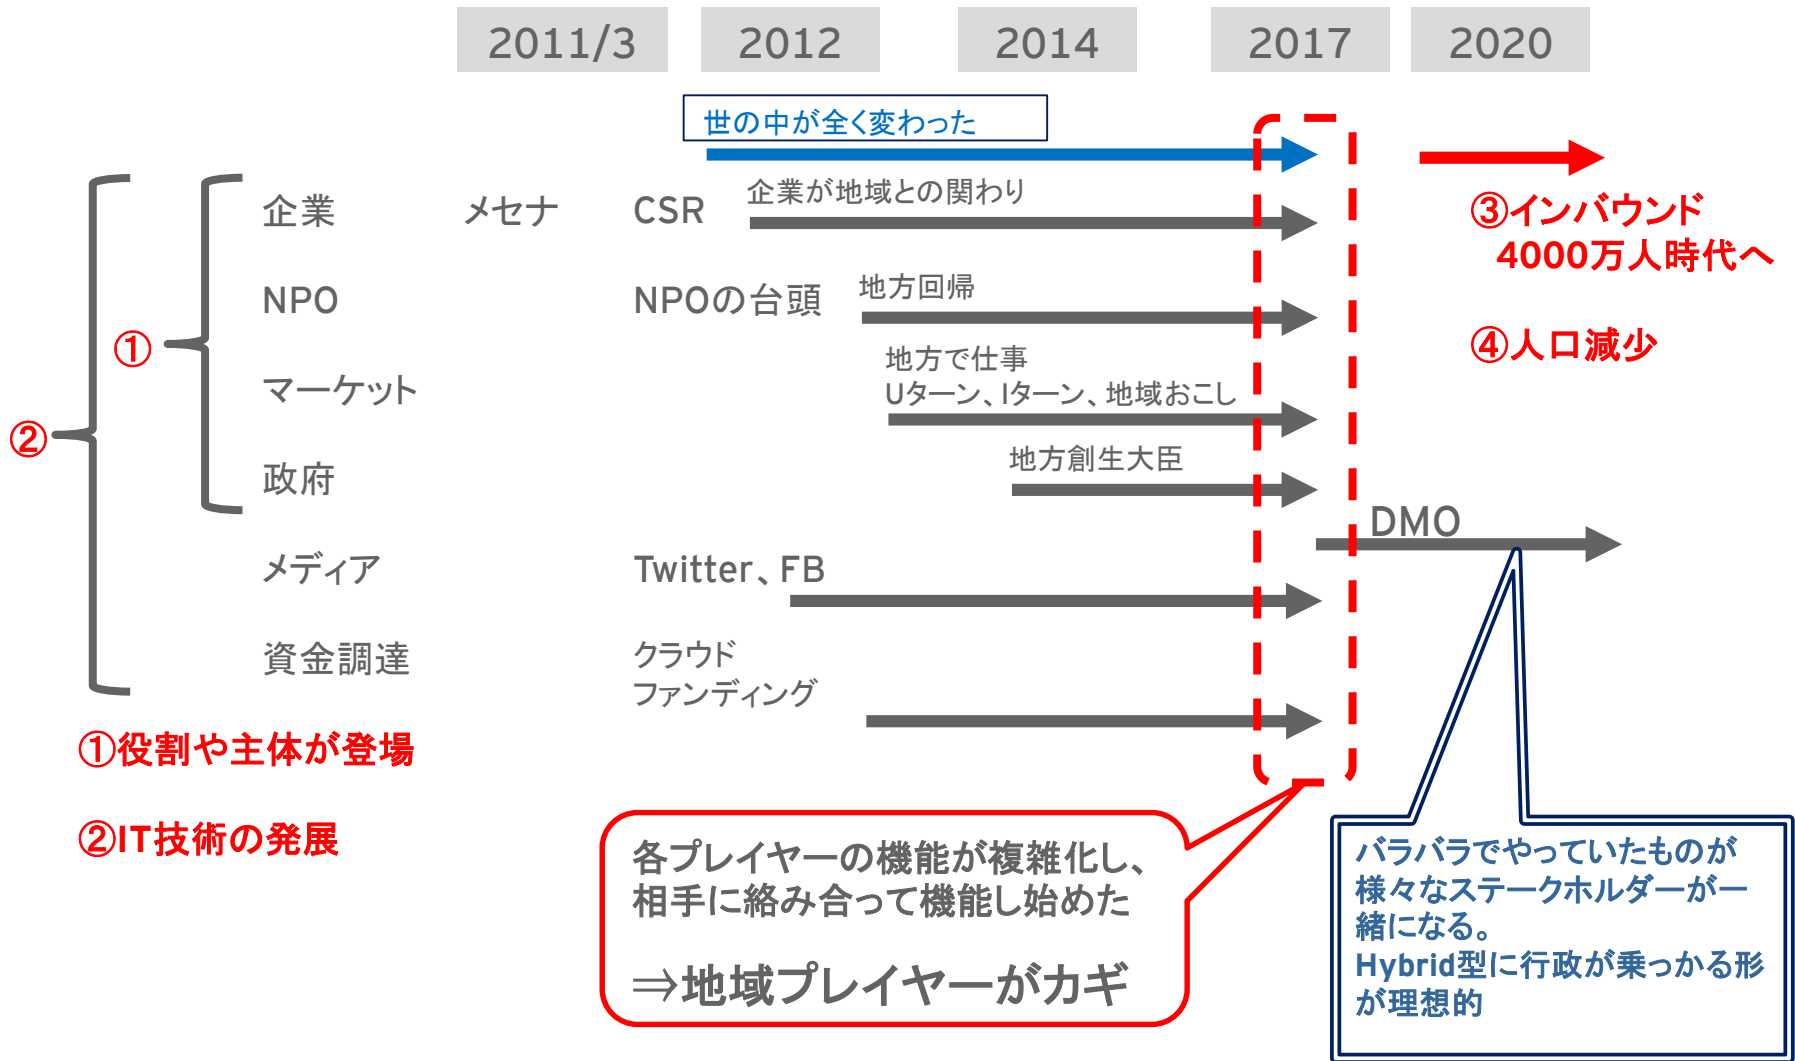 2011/3 2012 2014 2017 2020
世の中が全く変わった
企業 メセナ CSR 企業が地域との関わり
③インバウンド
4000万人時代へ
NPO NPOの台頭 地方回帰
① ④人口減少
地方で仕事
マーケット Uターン、Iターン、地域おこし
②
地方創生大臣
政府
DMO
メディア Twitter、FB
資金調達 クラウド
ファンディング
①役割や主体が登場
②IT技術の発展
各プレイヤーの機能が複雑化し、
相手に絡み合って機能し始めた
⇒地域プレイヤーがカギ
バラバラでやっていたものが
様々なステークホルダーが一
緒になる。
Hybrid型に行政が乗っかる形
が理想的